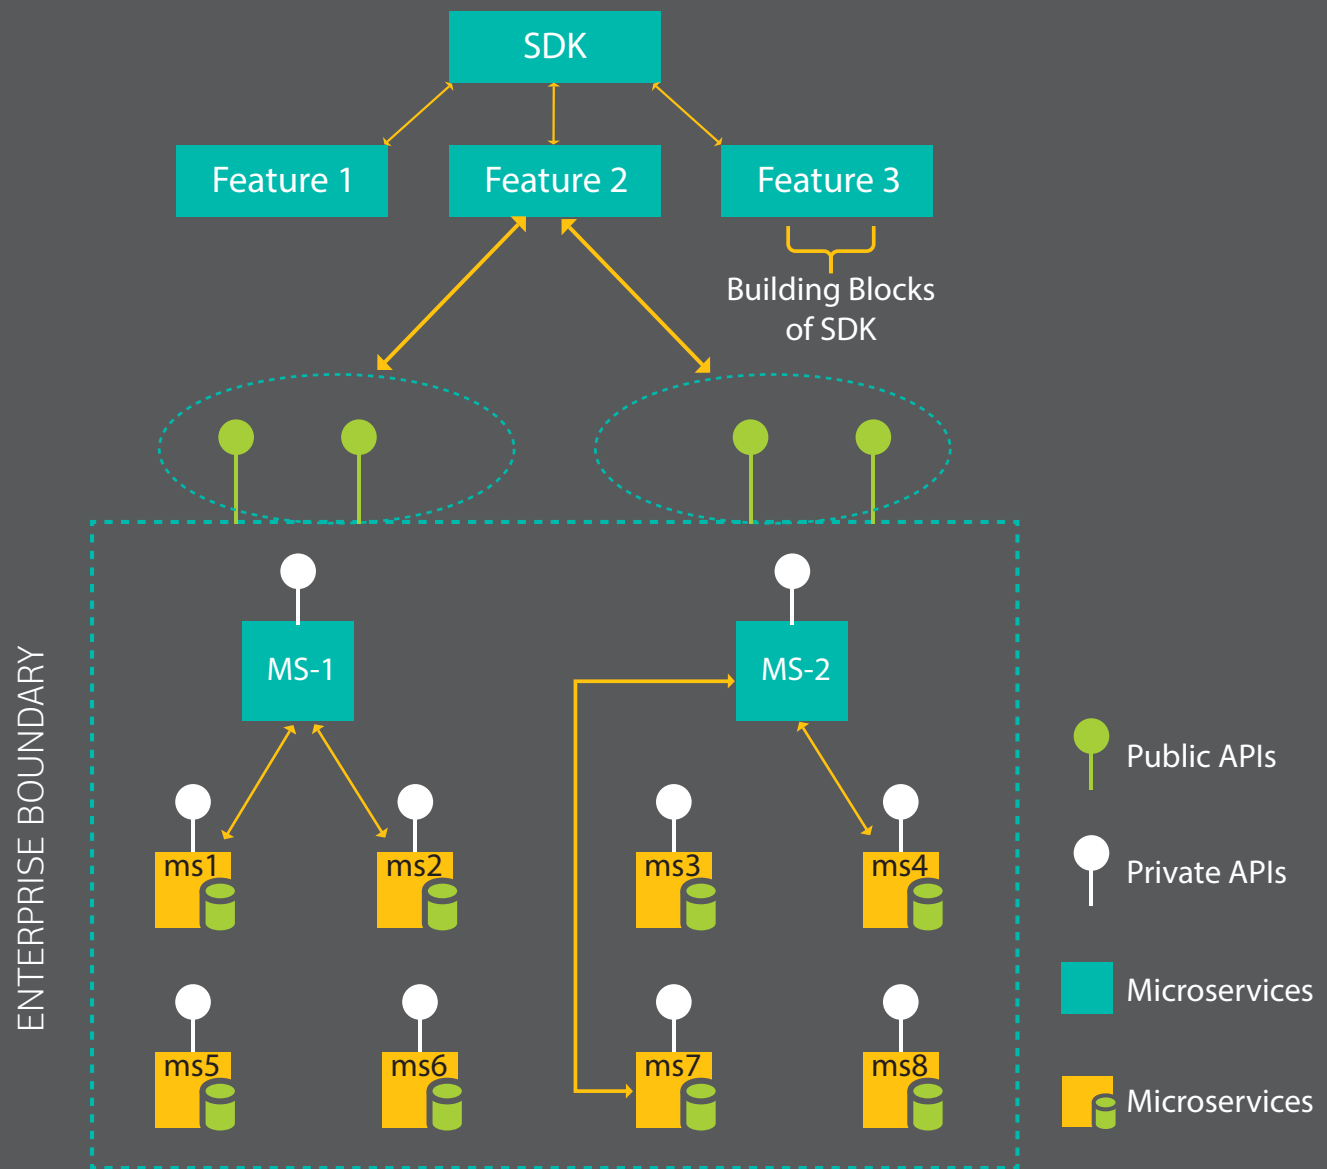 SDK
Feature 1
Feature 2
Feature 3
Building Blocks
of SDK
ENTERPRISE BOUNDARY
MS-1
MS-2
ms1
ms2
ms3
ms4
ms5
ms6
ms7
ms8
Public APIs
Private APIs
Microservices
Microservices